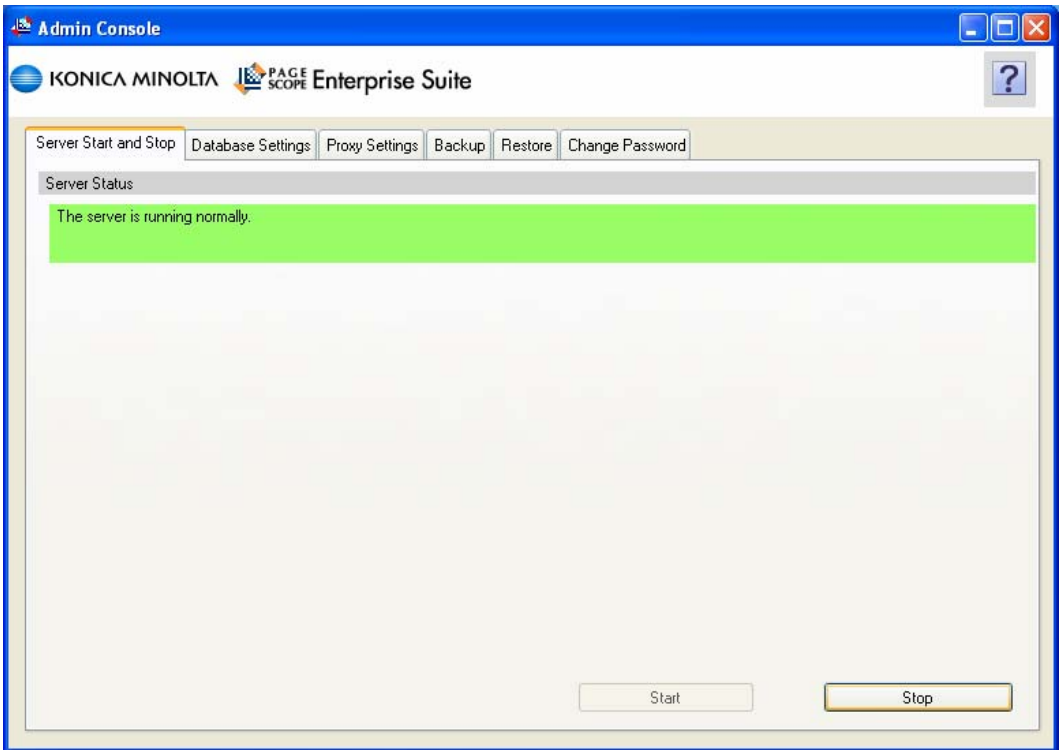 Admin Console
KONICA MINOLTA PAGE SCOPE Enterprise Suite ?
Server Start and Stop Database Settings Proxy Settings Backup Restore Change Password
Server Status
The server is running normally.
Start Stop